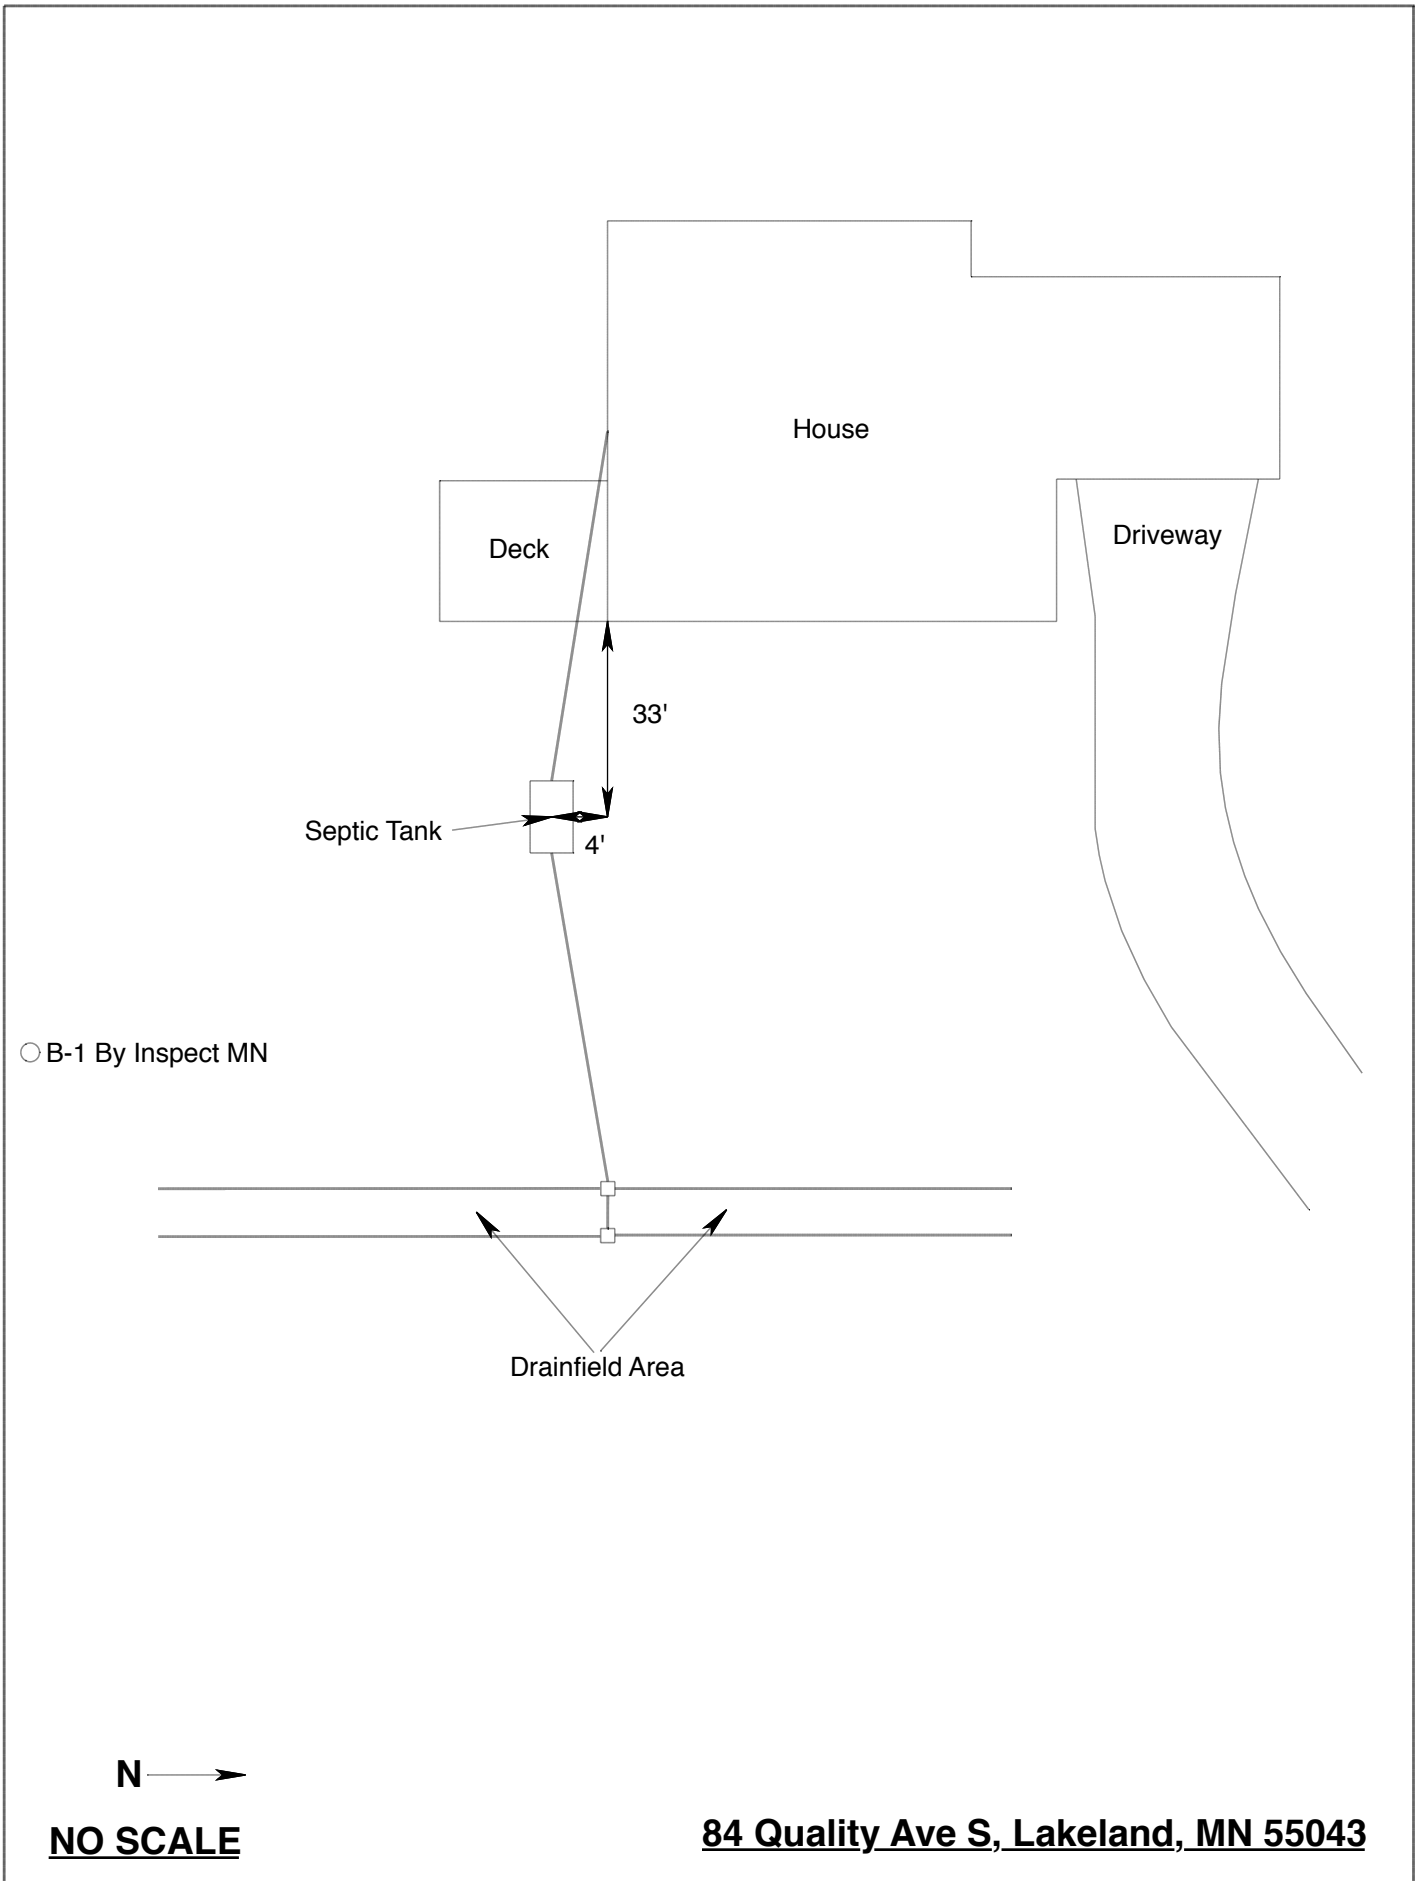 House
Deck
Driveway
33'
Septic Tank
4'
B-1 By Inspect MN
Drainfield Area
N
NO SCALE
84 Quality Ave S, Lakeland, MN 55043